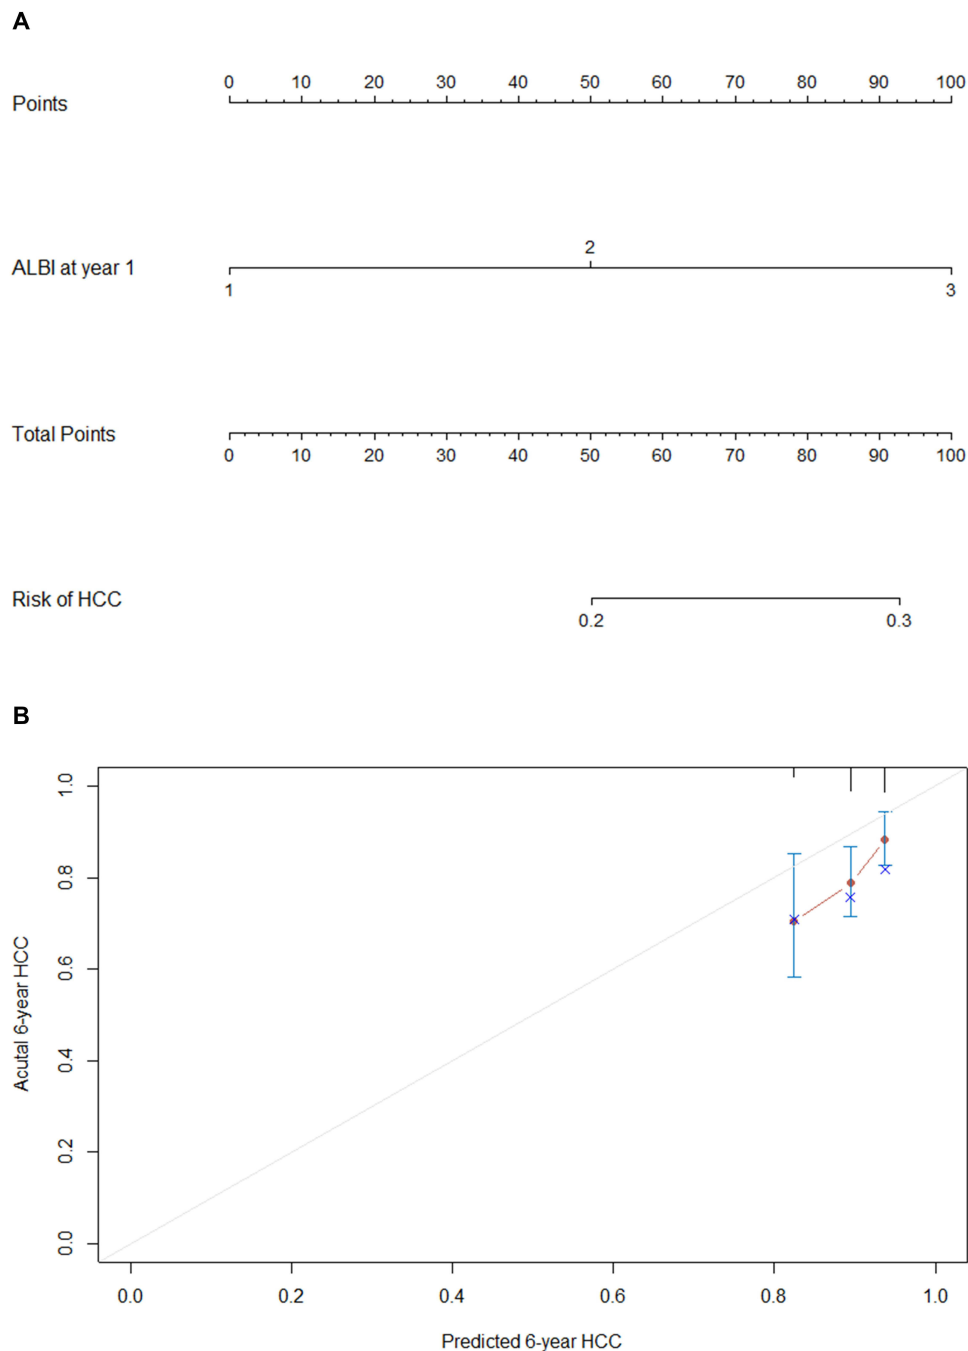 A
Points
0 10 20 30 40 50 60 70 80 90 100
ALBI at year 1
2
1 3
Total Points
0 10 20 30 40 50 60 70 80 90 100
Risk of HCC
0.2 0.3
B
1.0
0.8
0.6
0.4
0.2
0.0
Acutal 6-year HCC
0.0 0.2 0.4 0.6 0.8 1.0
Predicted 6-year HCC